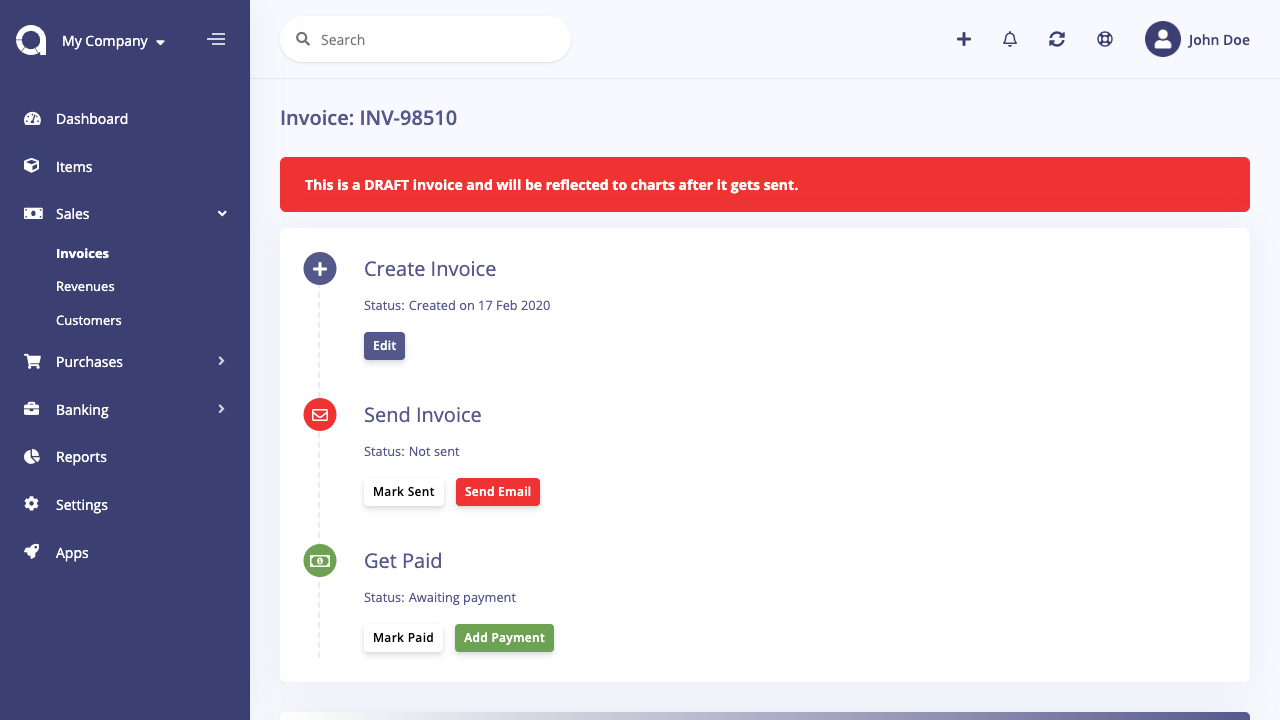 My Company
Search
John Doe
Dashboard
Items
Sales
Invoices
Revenues
Customers
Purchases
Banking
Reports
Settings
Apps
Invoice: INV-98510
This is a DRAFT invoice and will be reflected to charts after it gets sent.
Create Invoice
Status: Created on 17 Feb 2020
Edit
Send Invoice
Status: Not sent
Mark Sent Send Email
Get Paid
Status: Awaiting payment
Mark Paid Add Payment